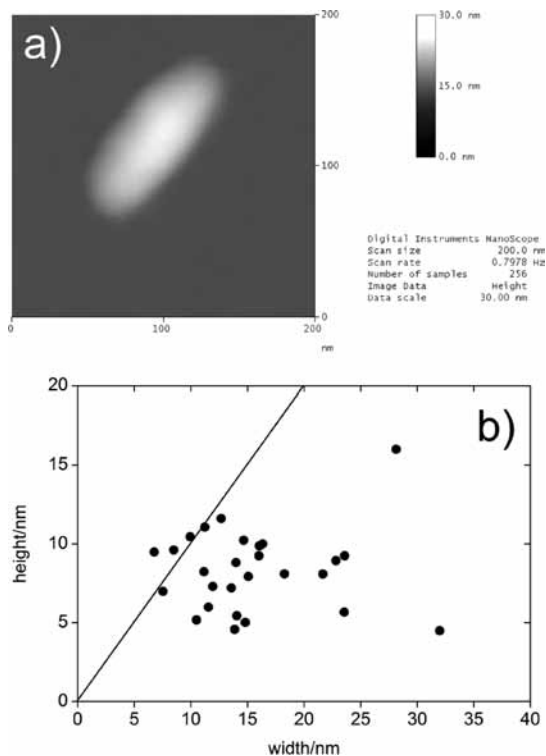 a)
200
100
0
0 100 200
nm
30.0 nm
15.0 nm
0.0 nm
Digital Instruments NanoScope
Scan size 200.0 nm
Scan rate 0.7978 Hz
Number of samples 256
Image Data Height
Data scale 30.00 nm
b)
20
15
10
5
0
0 5 10 15 20 25 30 35 40
height/nm
width/nm